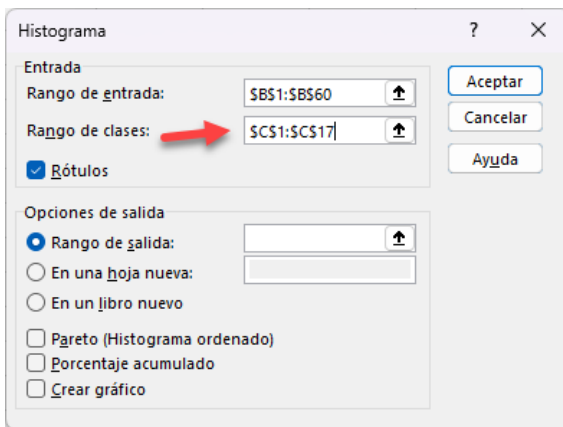 Histograma ? ×
Entrada
Rango de entrada: $B$1:$B$60
Rango de clases: $C$1:$C$17
Rótulos
Aceptar
Cancelar
Ayuda
Opciones de salida
Rango de salida:
En una hoja nueva:
En un libro nuevo
Pareto (Histograma ordenado)
Porcentaje acumulado
Crear gráfico